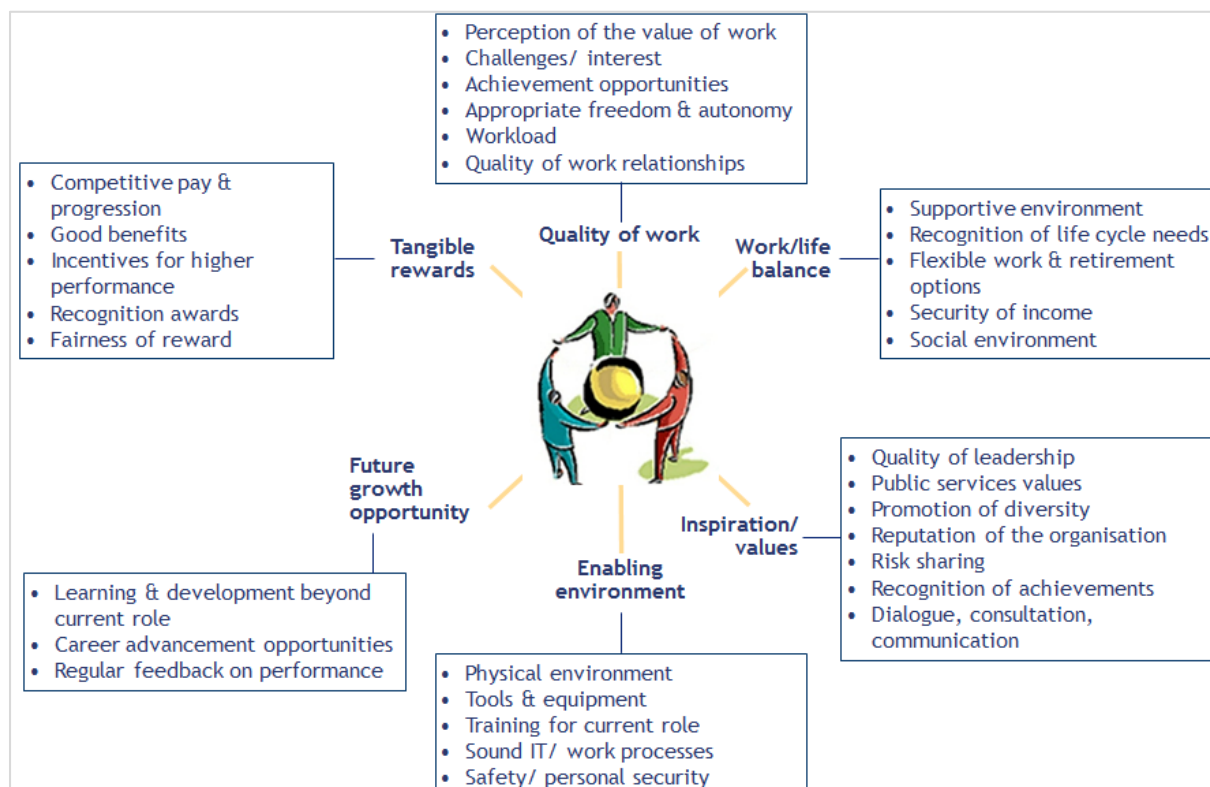 • Perception of the value of work
• Challenges/ interest
• Achievement opportunities
• Appropriate freedom & autonomy
• Workload
• Quality of work relationships
• Competitive pay &
progression
• Good benefits
• Incentives for higher
performance
• Recognition awards
• Fairness of reward
Tangible
rewards
Quality of work
Work/life
balance
• Supportive environment
• Recognition of life cycle needs
• Flexible work & retirement
options
• Security of income
• Social environment
Future
growth
opportunity
• Learning & development beyond
current role
• Career advancement opportunities
• Regular feedback on performance
Enabling
environment
• Physical environment
• Tools & equipment
• Training for current role
• Sound IT/ work processes
• Safety/ personal security
Inspiration/
values
• Quality of leadership
• Public services values
• Promotion of diversity
• Reputation of the organisation
• Risk sharing
• Recognition of achievements
• Dialogue, consultation,
communication